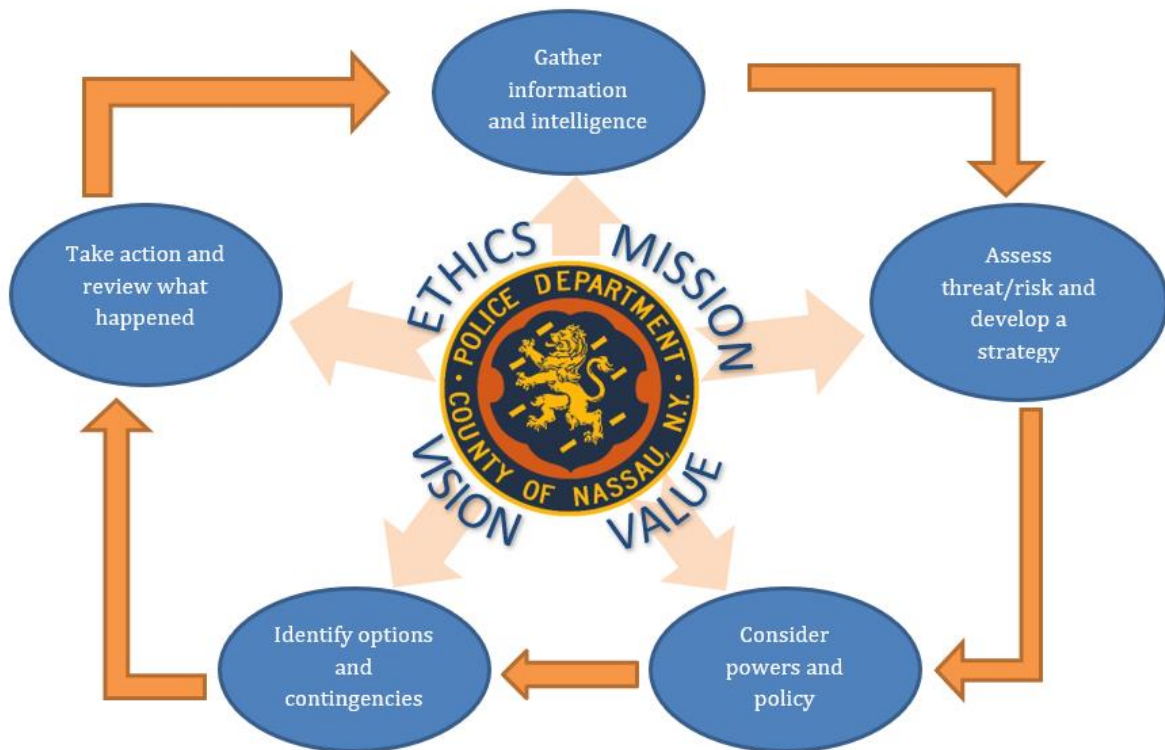 Gather
information
and intelligence
Take action and
review what
happened
Assess
threat/risk and
develop a
strategy
ETHICS
MISSION
VISION
VALUE
· POLICE DEPARTMENT ·
COUNTY OF NASSAU, N.Y.
Identify options
and
contingencies
Consider
powers and
policy